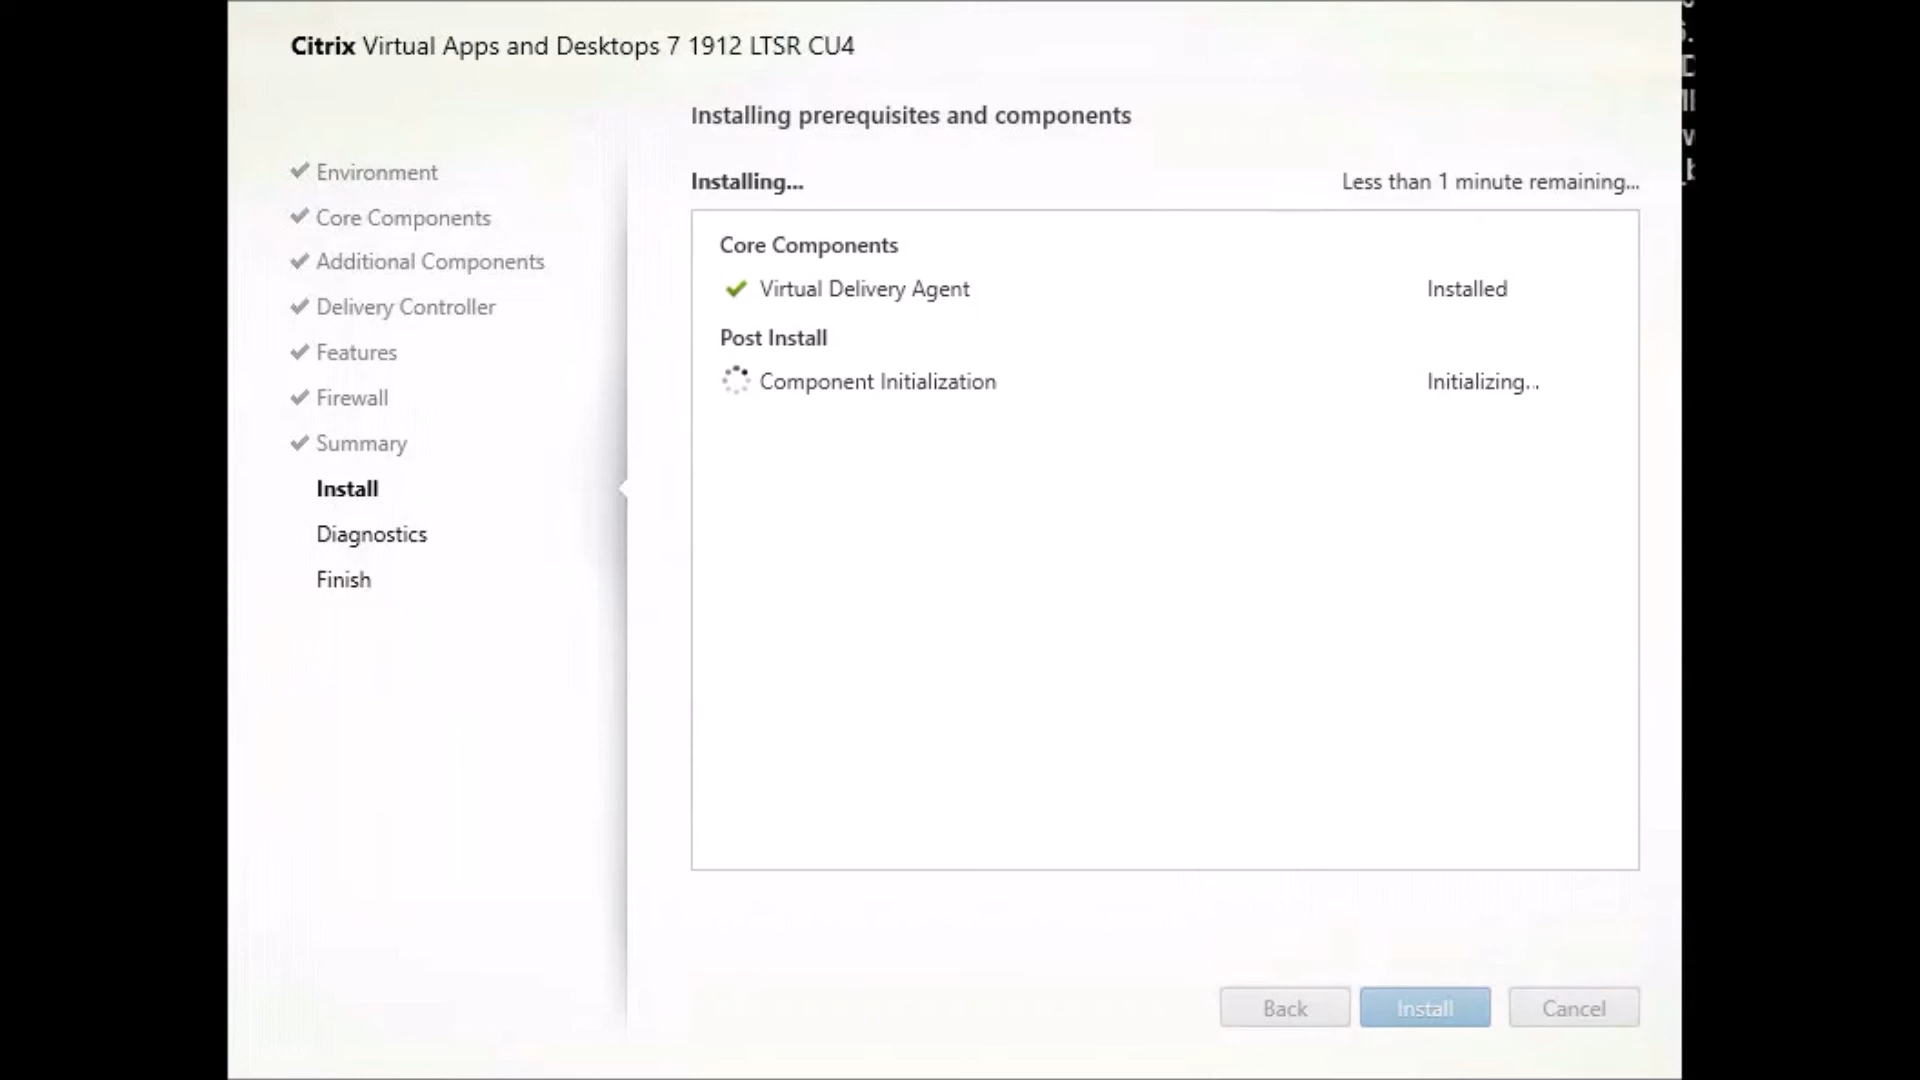 Citrix Virtual Apps and Desktops 7 1912 LTSR CU4
Installing prerequisites and components
Environment
Core Components
Additional Components
Delivery Controller
Features
Firewall
Summary
Install
Diagnostics
Finish
Installing...
Less than 1 minute remaining...
Core Components
Virtual Delivery Agent
Installed
Post Install
Component Initialization
Initializing...
Back
Install
Cancel